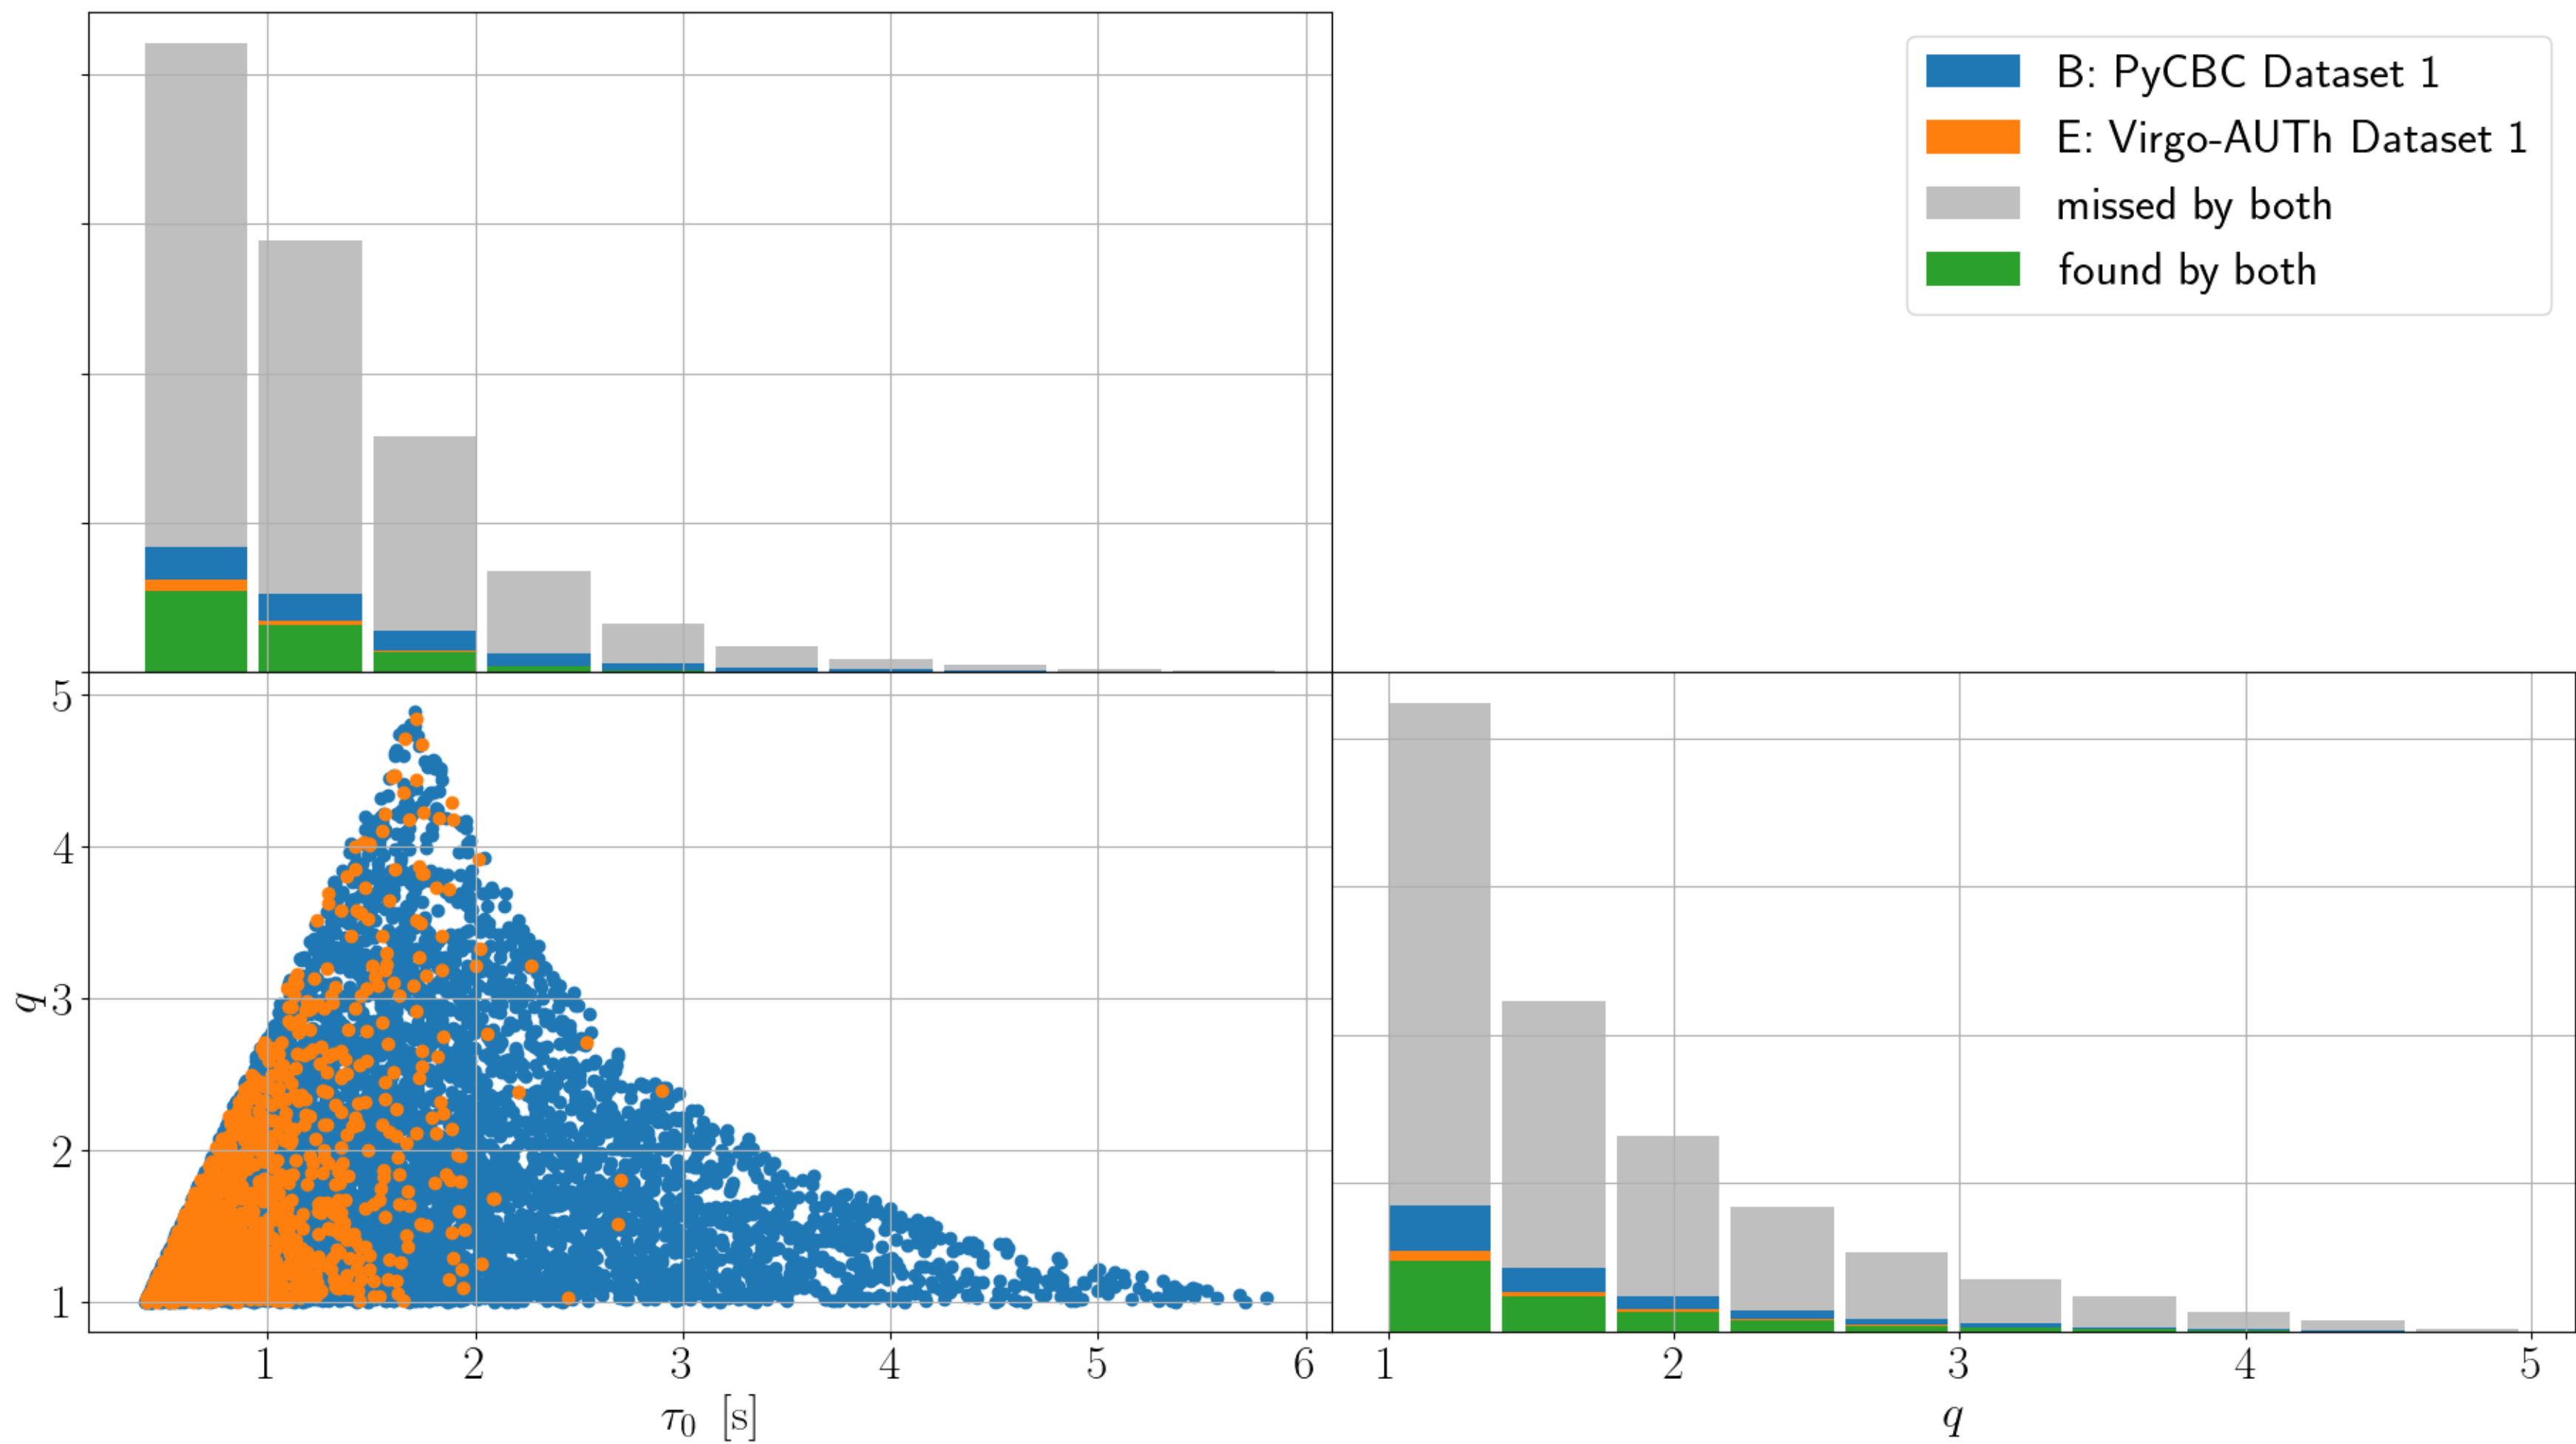 B: PyCBC Dataset 1
E: Virgo-AUTh Dataset 1
missed by both
found by both
5
4
3
2
1
q
1 2 3 4 5 6
τ₀ [s]
1 2 3 4 5
q